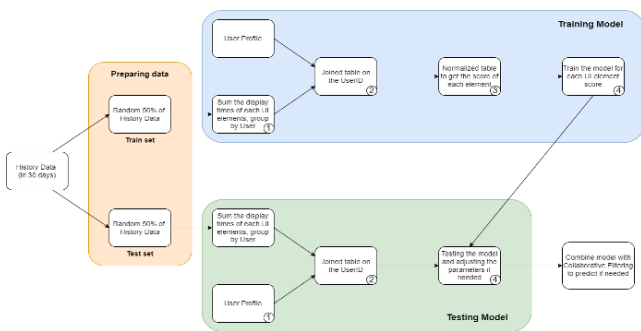 Training Model
User Profile
Preparing data
Joined table on
the UserID
2
Normalized table
to get the score of
each element
3
Train the model for
each UI element
score
4
Random 50% of
History Data
Train set
Sum the display
times of each UI
elements, group
by User
1
History Data
(in 30 days)
Random 50% of
History Data
Test set
Sum the display
times of each UI
elements, group
by User
Joined table on
the UserID
2
Testing the model
and adjusting the
parameters if
needed
4
Combine model with
Collaborative Filtering
to predict if needed
User Profile
1
Testing Model